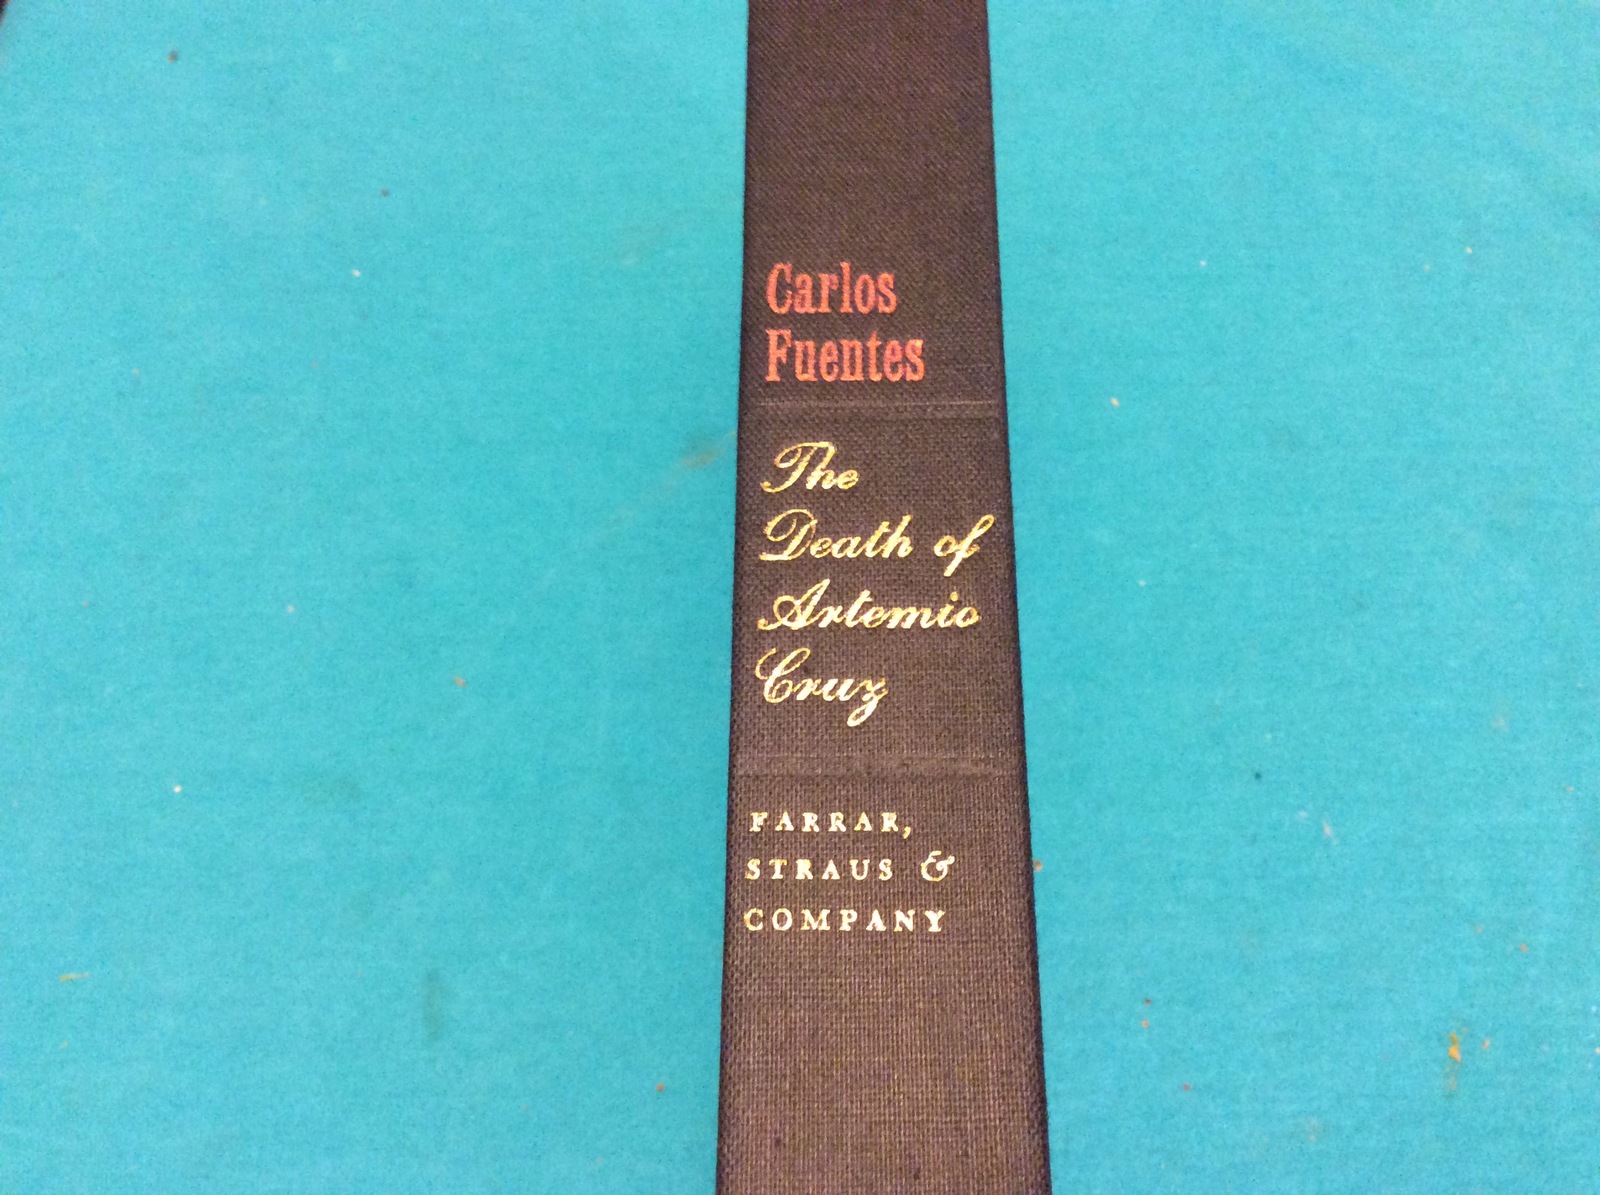 Carlos
Fuentes
The
Death of
Artemio
Cruz
FARRAR,
STRAUS &
COMPANY